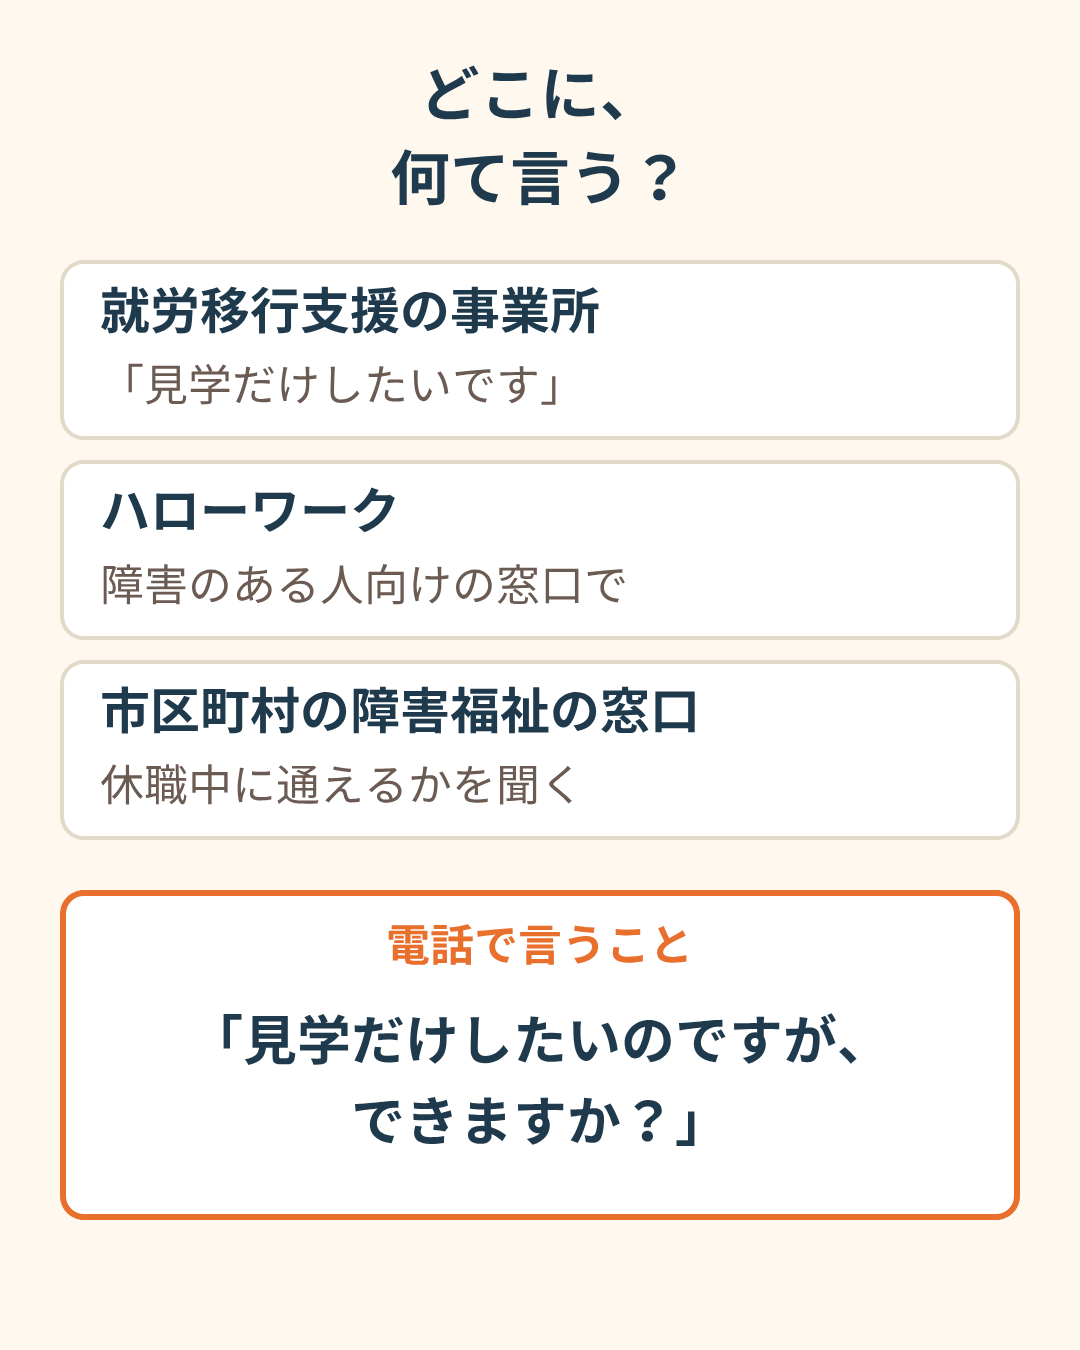 どこに、
何て言う？
就労移行支援の事業所
「見学だけしたいです」
ハローワーク
障害のある人向けの窓口で
市区町村の障害福祉の窓口
休職中に通えるかを聞く
電話で言うこと
「見学だけしたいのですが、
できますか？」